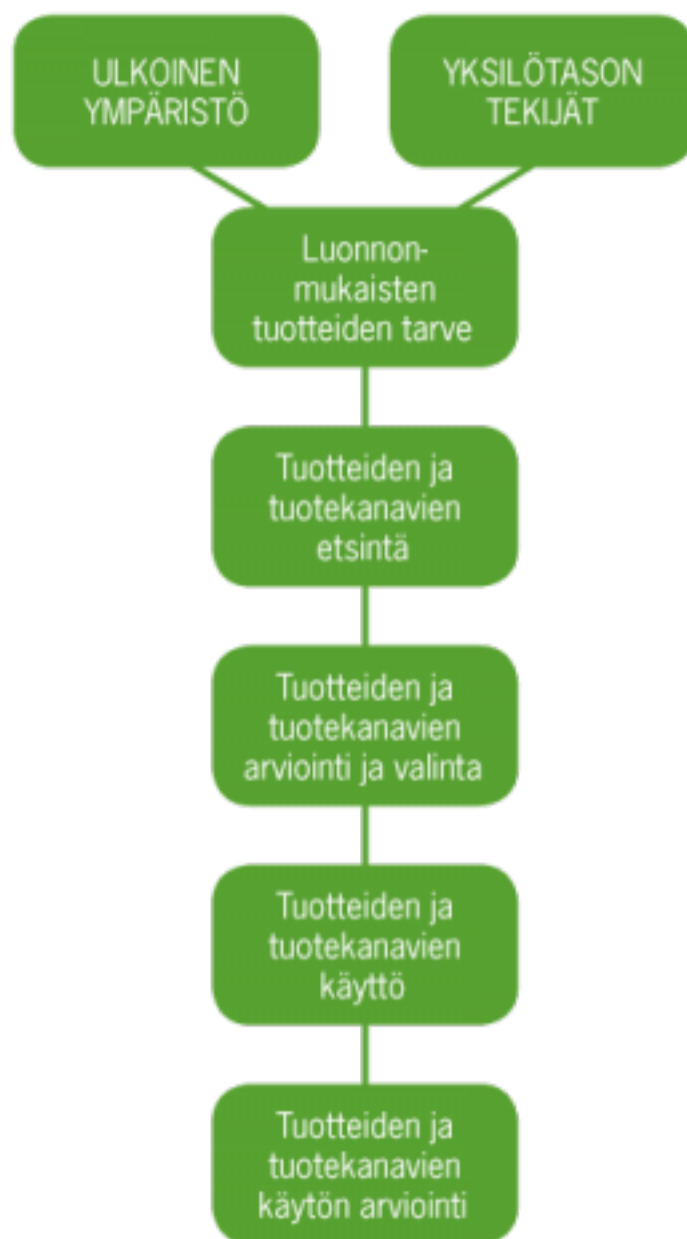 ULKOINEN
YMPÄRISTÖ
YKSILÖTASON
TEKIJÄT
Luonnon-
mukaisten
tuotteiden tarve
Tuotteiden ja
tuotekanavien
etsintä
Tuotteiden ja
tuotekanavien
arviointi ja valinta
Tuotteiden ja
tuotekanavien
käyttö
Tuotteiden ja
tuotekanavien
käytön arviointi